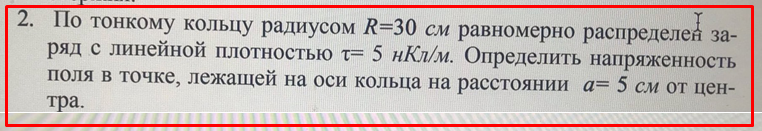 2. По тонкому кольцу радиусом R=30 см равномерно распределен за-
ряд с линейной плотностью τ= 5 нКл/м. Определить напряженность
поля в точке, лежащей на оси кольца на расстоянии a= 5 см от цен-
тра.